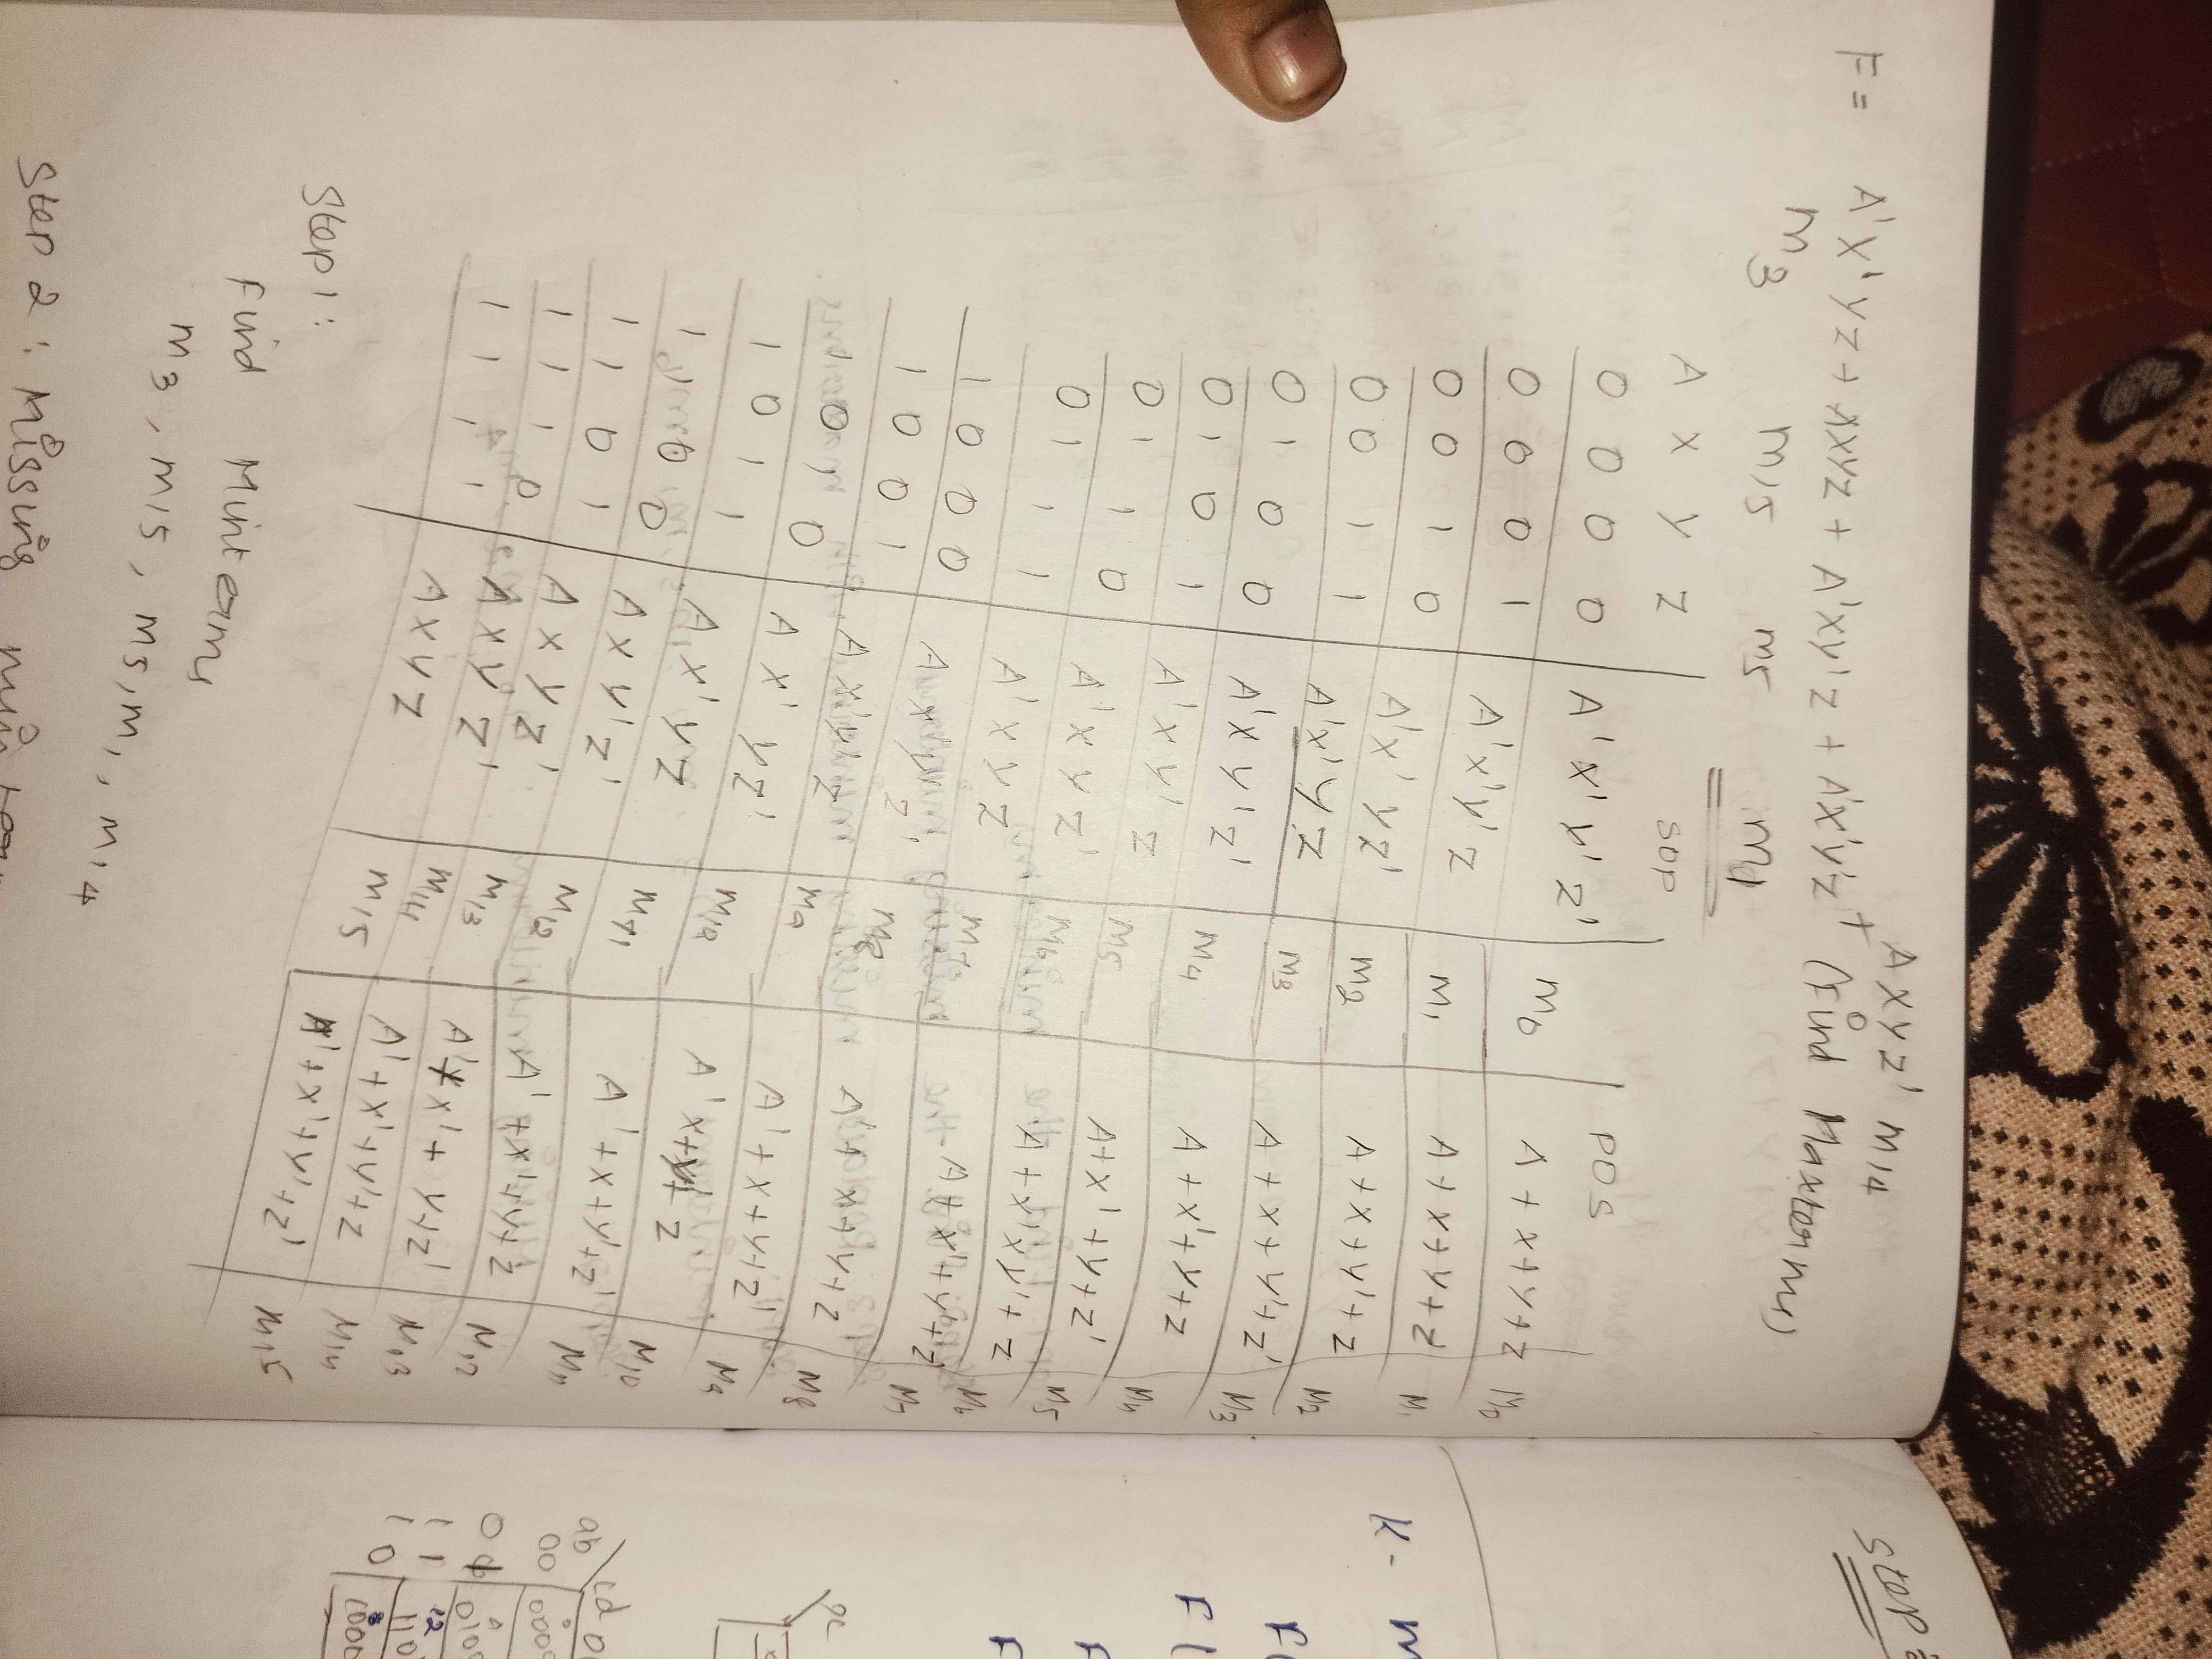 AXYZ' m14
F = A'X'YZ + AXYZ + A'XY'Z + A'X'Y'Z + (Find Maxterms)
m3 m15 m5 m1
A X Y Z SOP POS
0 0 0 0 A'X'Y'Z' m0 A+X+Y+Z M0
0 0 0 1 A'X'Y'Z m1 A+X+Y+Z' M1
0 0 1 0 A'X'YZ' m2 A+X+Y'+Z M2
0 0 1 1 A'X'YZ m3 A+X+Y'+Z' M3
0 1 0 0 A'XY'Z' m4 A+X'+Y+Z M4
0 1 0 1 A'XY'Z m5 A+X'+Y+Z' M5
0 1 1 0 A'XYZ' m6 A+X'Y'+Z M6
0 1 1 1 A'XYZ m7 A+X'+Y'+Z' M7
1 0 0 0 m8 A'+X+Y+Z M8
1 0 0 1 AX'Y'Z m9 A'+X+Y+Z' M9
1 0 1 0 AX'YZ' m10 Z M10
1 0 1 1 AX'YZ m11 A'+X+Y'+Z' M11
1 1 0 0 AXY'Z' m12 A'+X'+Y+Z M12
1 1 0 1 AXYZ' m13 X'+Y+Z' M13
1 1 1 0 AXYZ' m14 A'+X'+Y'+Z M14
1 1 1 1 AXYZ m15 A'+X'+Y'+Z' M15
Step 1:
Find Minterms
m3, m15, m5, m1, m14
Step 2: Missing
Step
K-
ab cd
00
11
10